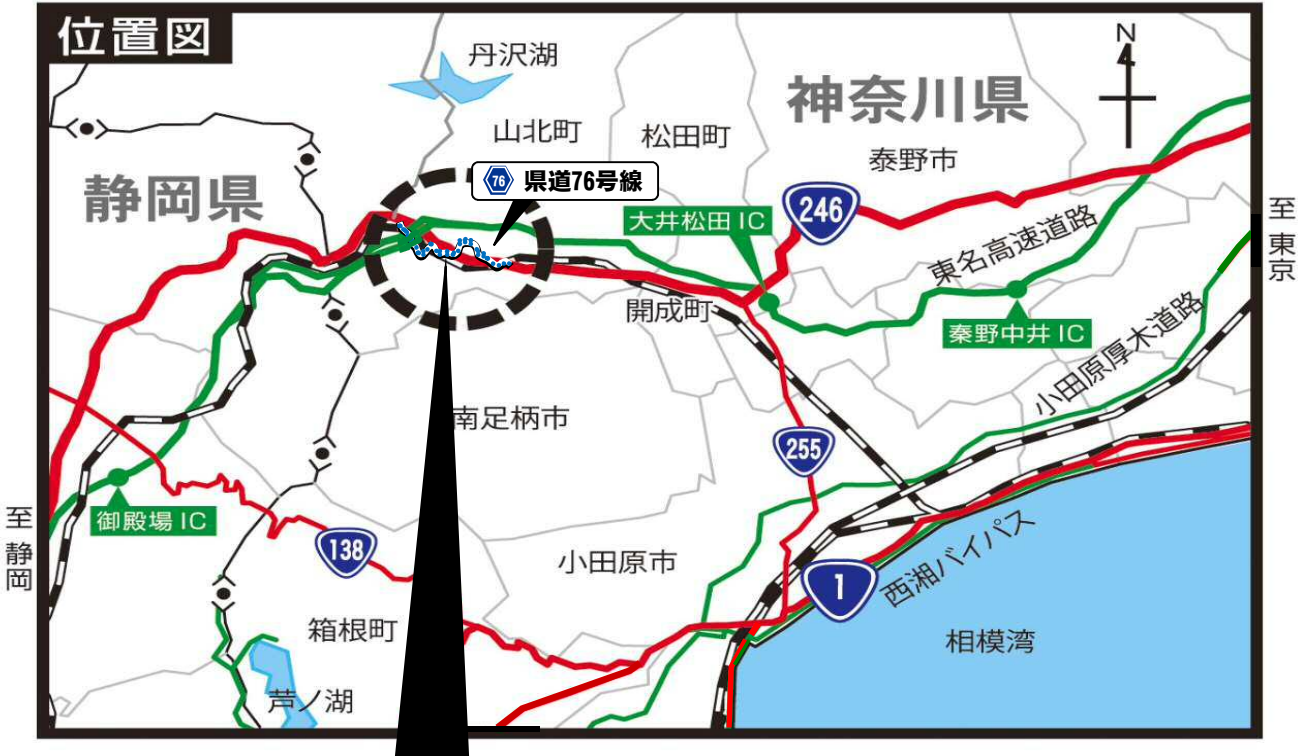 位置図
丹沢湖
N
神奈川県
山北町
松田町
泰野市
76
県道76号線
静岡県
大井松田 IC
246
至 東京
東名高速道路
開成町
秦野中井 IC
小田原厚木道路
南足柄市
255
御殿場 IC
至 静岡
138
小田原市
1
西湘バイパス
箱根町
相模湾
芦ノ湖